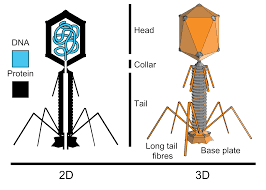 DNA
Protein
Head
Collar
Tail
Long tail
fibres
Base plate
2D
3D